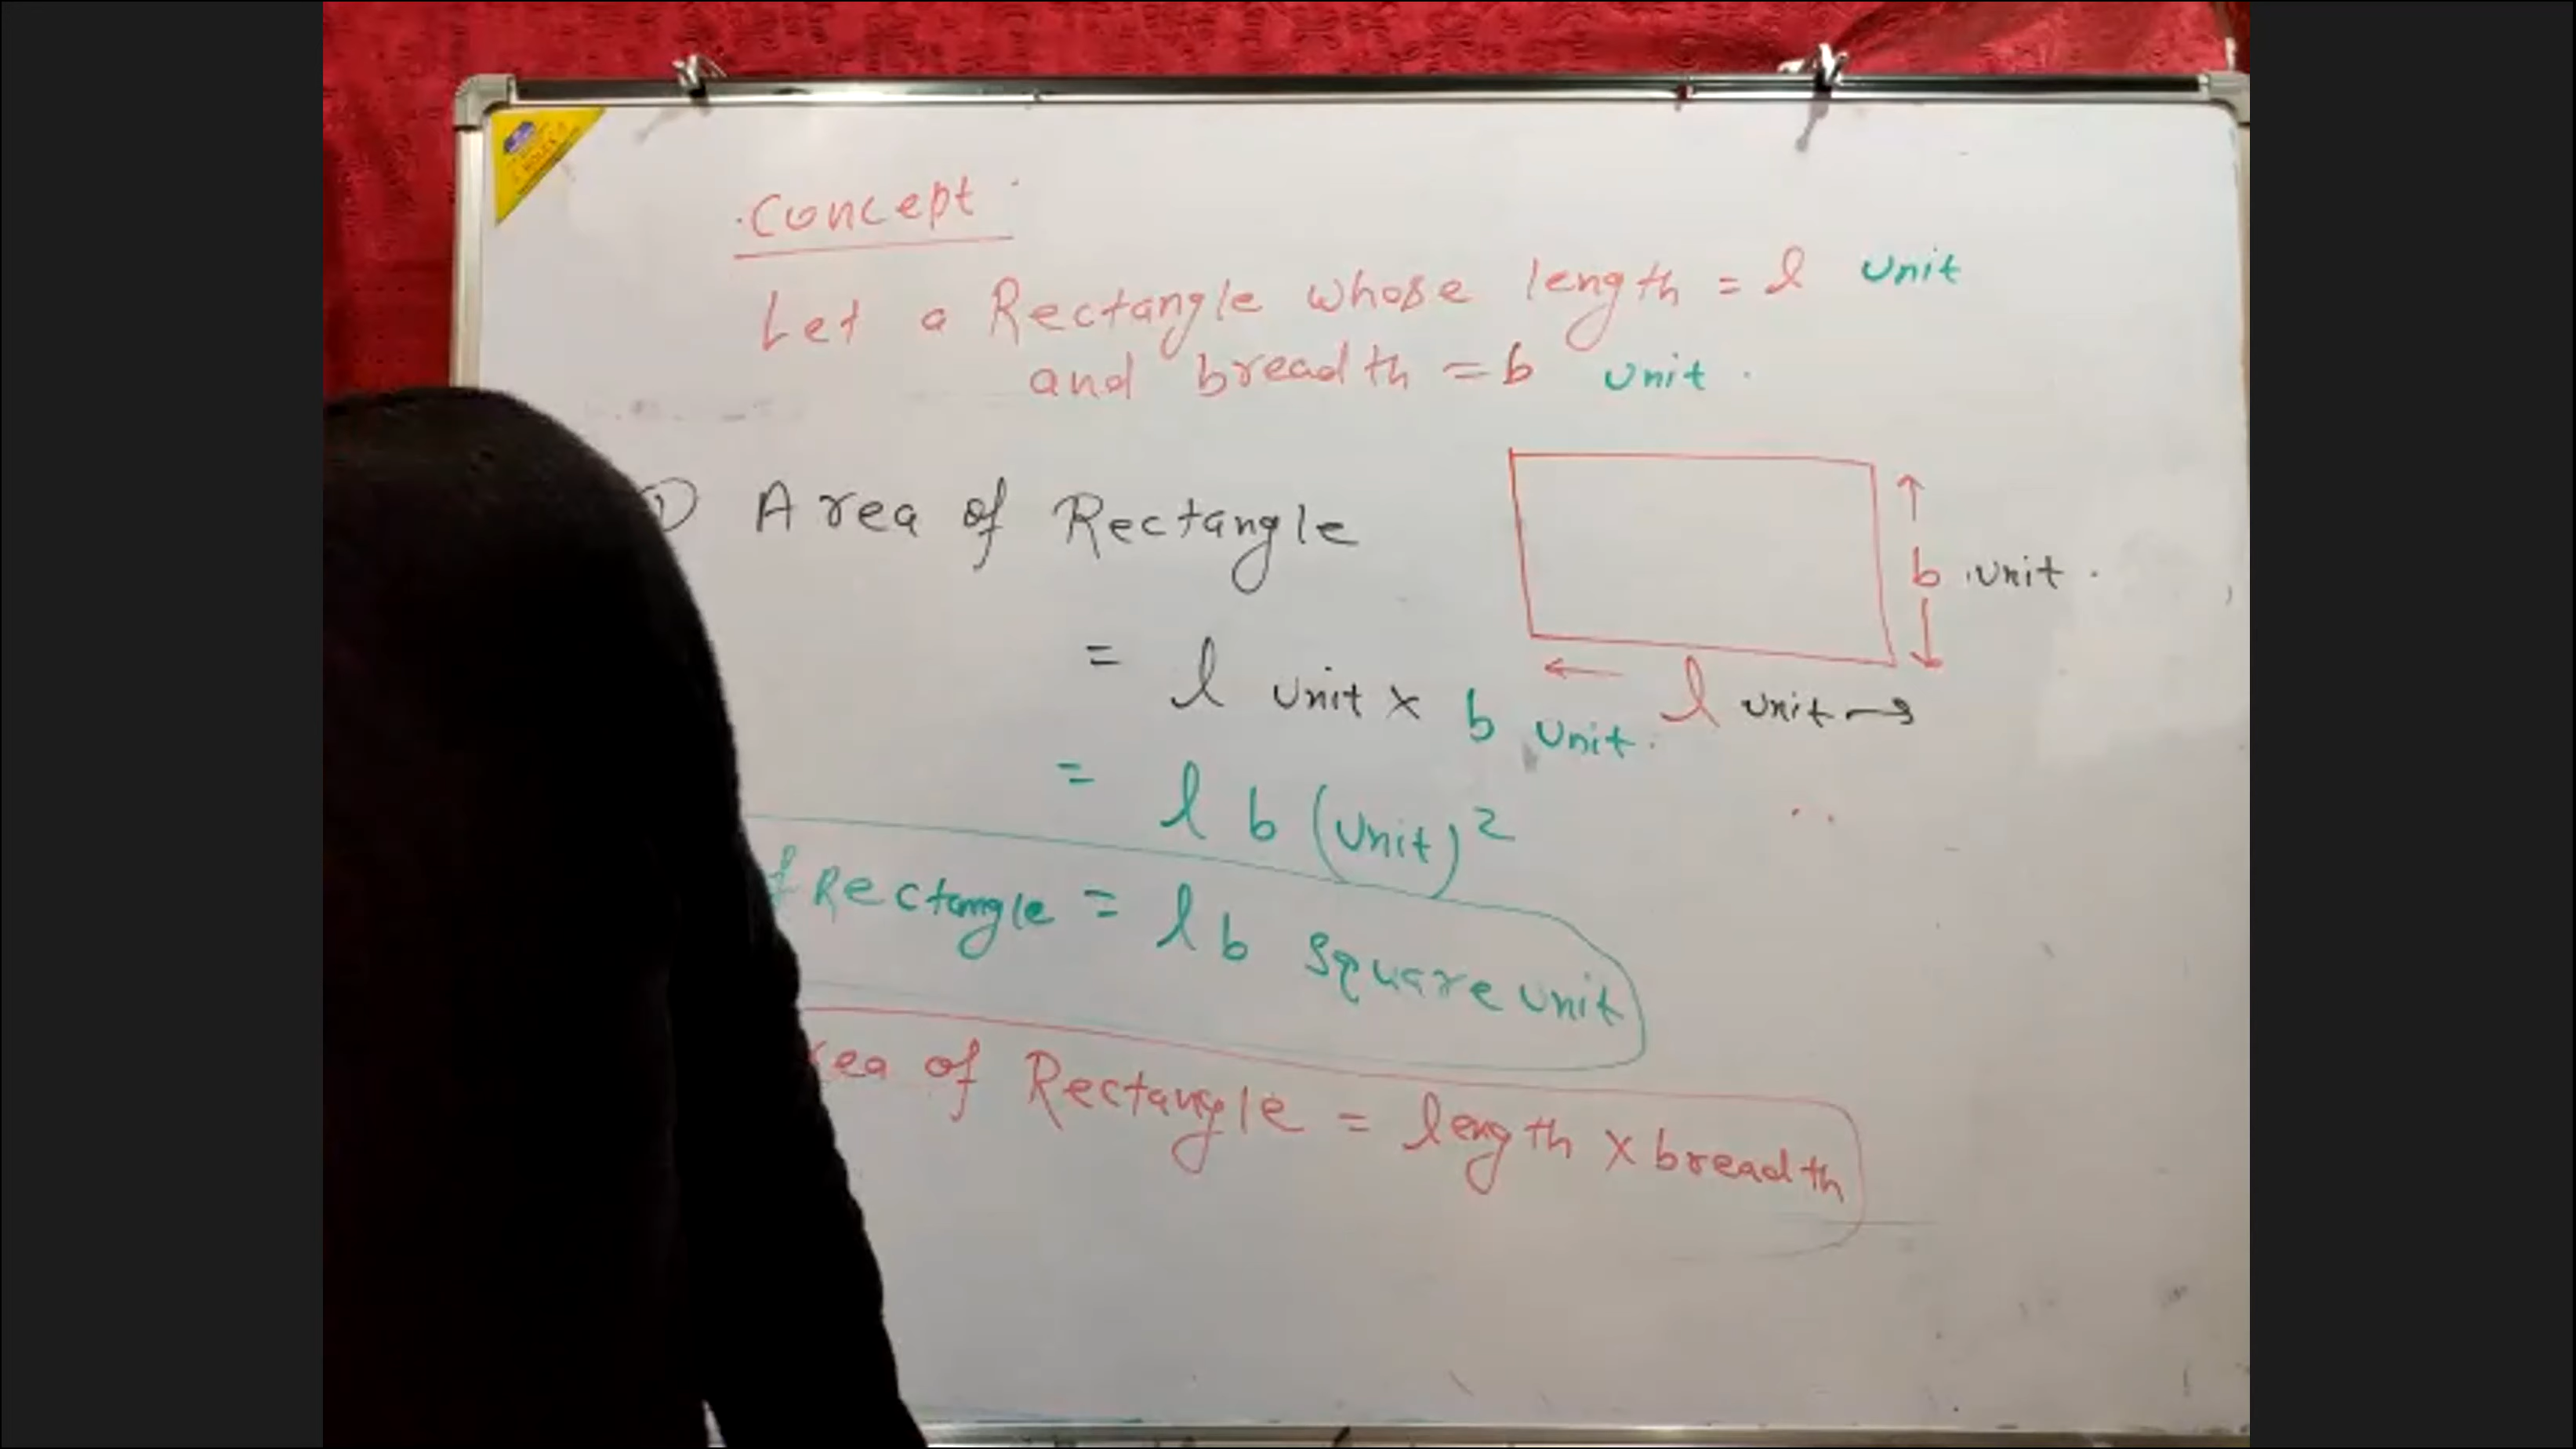 Concept
Let a Rectangle whose length = l unit
and breadth = b unit.
① Area of Rectangle
b unit.
l unit
= l unit x b unit.
= l b (unit)²
Rectangle = l b square unit
of Rectangle = length x breadth